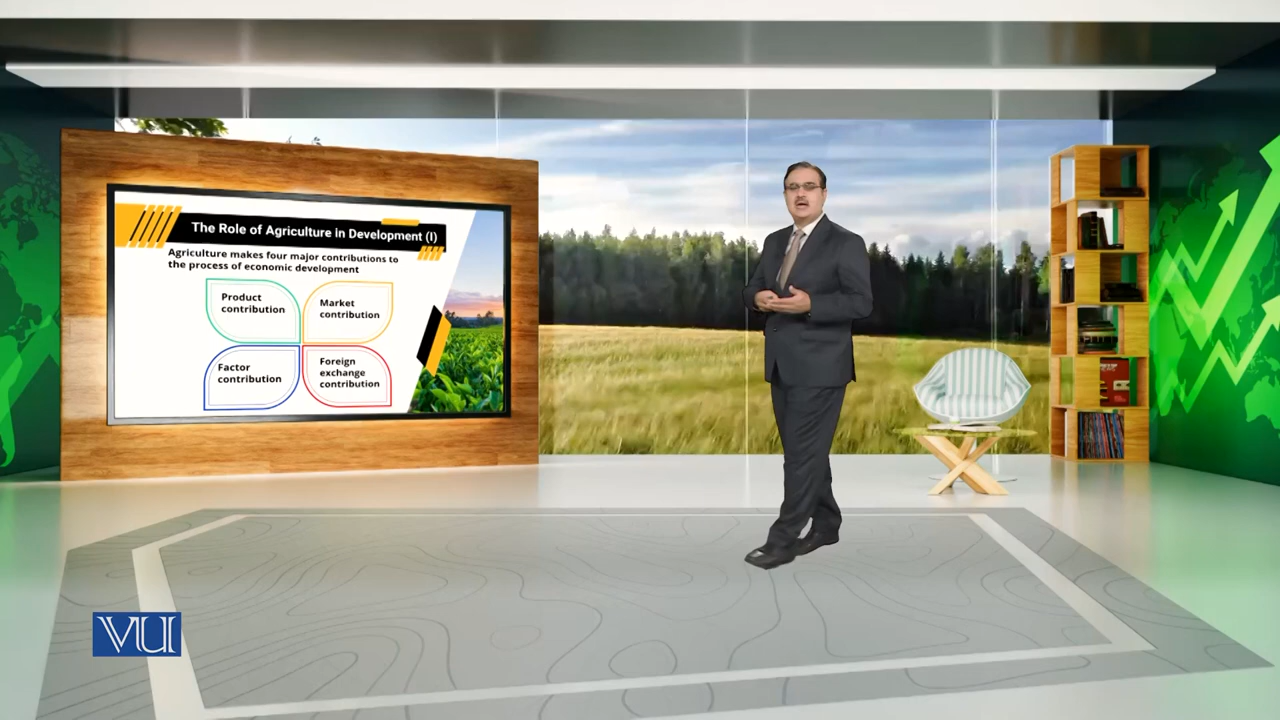 The Role of Agriculture in Development (I)
Agriculture makes four major contributions to
the process of economic development
Product
contribution
Market
contribution
Factor
contribution
Foreign
exchange
contribution
VU